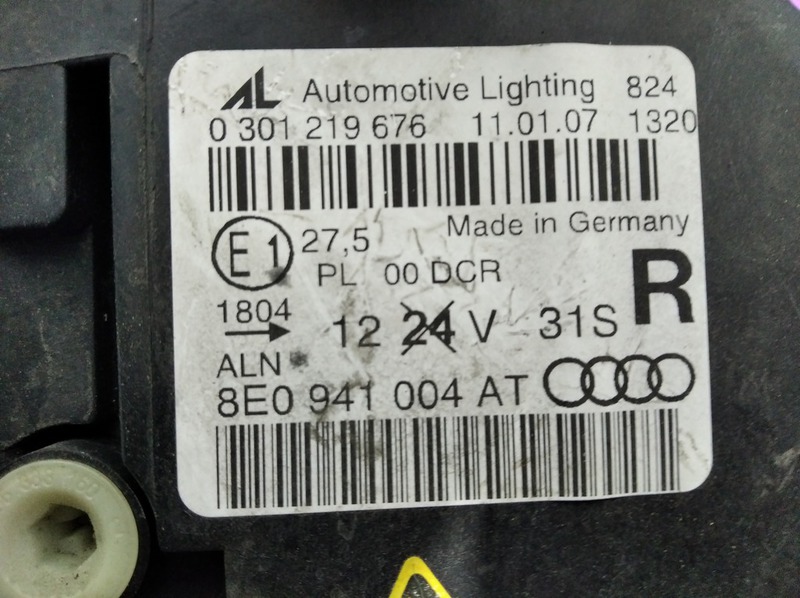 AL Automotive Lighting 824
0 301 219 676 11.01.07 1320
Made in Germany
E1 27,5
PL 00 DCR
R
1804
12 24 V 31S
ALN
8E0 941 004 AT